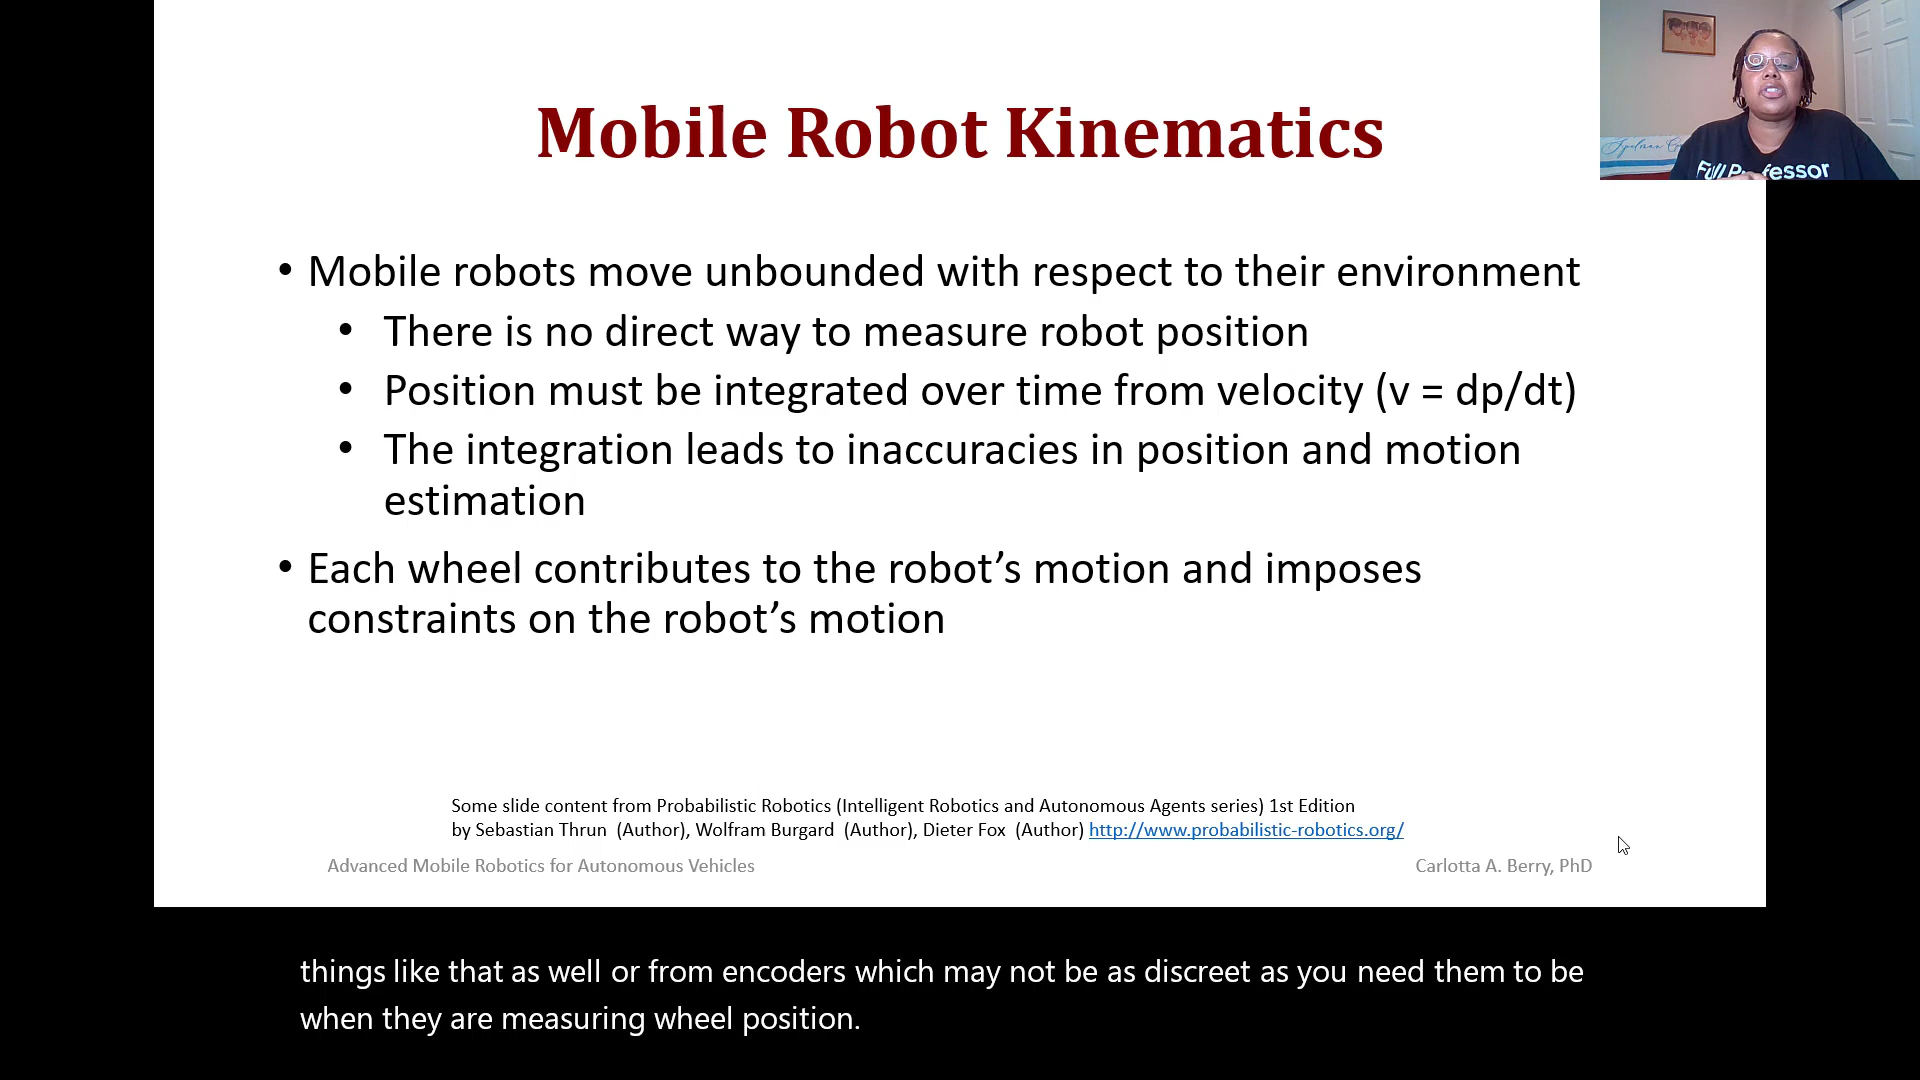 Mobile Robot Kinematics
• Mobile robots move unbounded with respect to their environment
• There is no direct way to measure robot position
• Position must be integrated over time from velocity (v = dp/dt)
• The integration leads to inaccuracies in position and motion
estimation
• Each wheel contributes to the robot’s motion and imposes
constraints on the robot’s motion
Some slide content from Probabilistic Robotics (Intelligent Robotics and Autonomous Agents series) 1st Edition
by Sebastian Thrun (Author), Wolfram Burgard (Author), Dieter Fox (Author) http://www.probabilistic-robotics.org/
Advanced Mobile Robotics for Autonomous Vehicles
Carlotta A. Berry, PhD
Spelman
Full Professor
things like that as well or from encoders which may not be as discreet as you need them to be
when they are measuring wheel position.